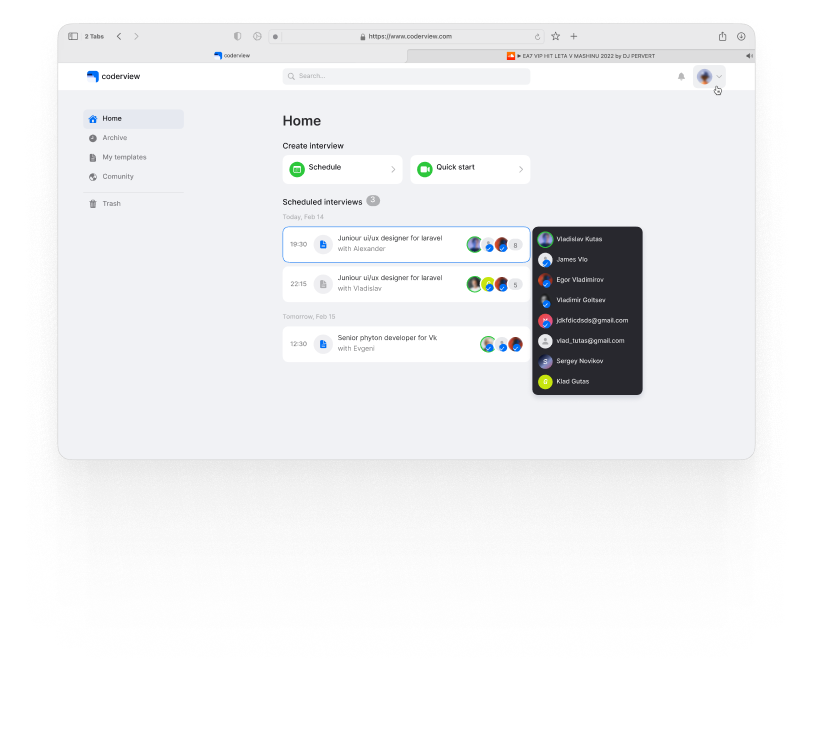 2 Tabs
https://www.coderview.com
coderview
EA7 VIP HIT LETA V MASHINU 2022 by DJ PERVERT
coderview
Search...
Home
Archive
My templates
Comunity
Trash
Home
Create interview
Schedule
Quick start
Scheduled interviews 3
Today, Feb 14
19:30
Juniour ui/ux designer for laravel
with Alexander
8
22:15
Juniour ui/ux designer for laravel
with Vladislav
5
Tomorrow, Feb 15
12:30
Senior phyton developer for Vk
with Evgeni
Vladislav Kutas
James Vlo
Egor Vladimirov
Vladimir Goltsev
jdkfdicdsds@gmail.com
vlad_tutas@gmail.com
S Sergey Novikov
Klad Gutas